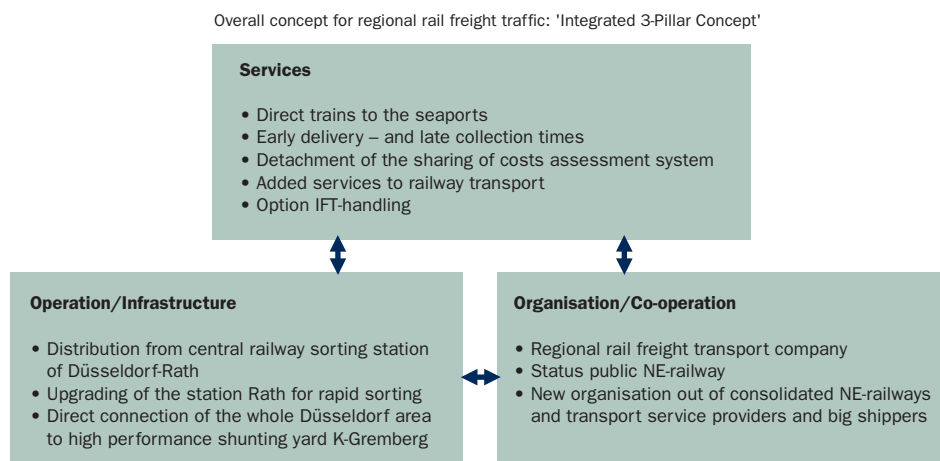 Overall concept for regional rail freight traffic: 'Integrated 3-Pillar Concept'
Services
• Direct trains to the seaports
• Early delivery – and late collection times
• Detachment of the sharing of costs assessment system
• Added services to railway transport
• Option IFT-handling
Operation/Infrastructure
• Distribution from central railway sorting station
of Düsseldorf-Rath
• Upgrading of the station Rath for rapid sorting
• Direct connection of the whole Düsseldorf area
to high performance shunting yard K-Gremberg
Organisation/Co-operation
• Regional rail freight transport company
• Status public NE-railway
• New organisation out of consolidated NE-railways
and transport service providers and big shippers